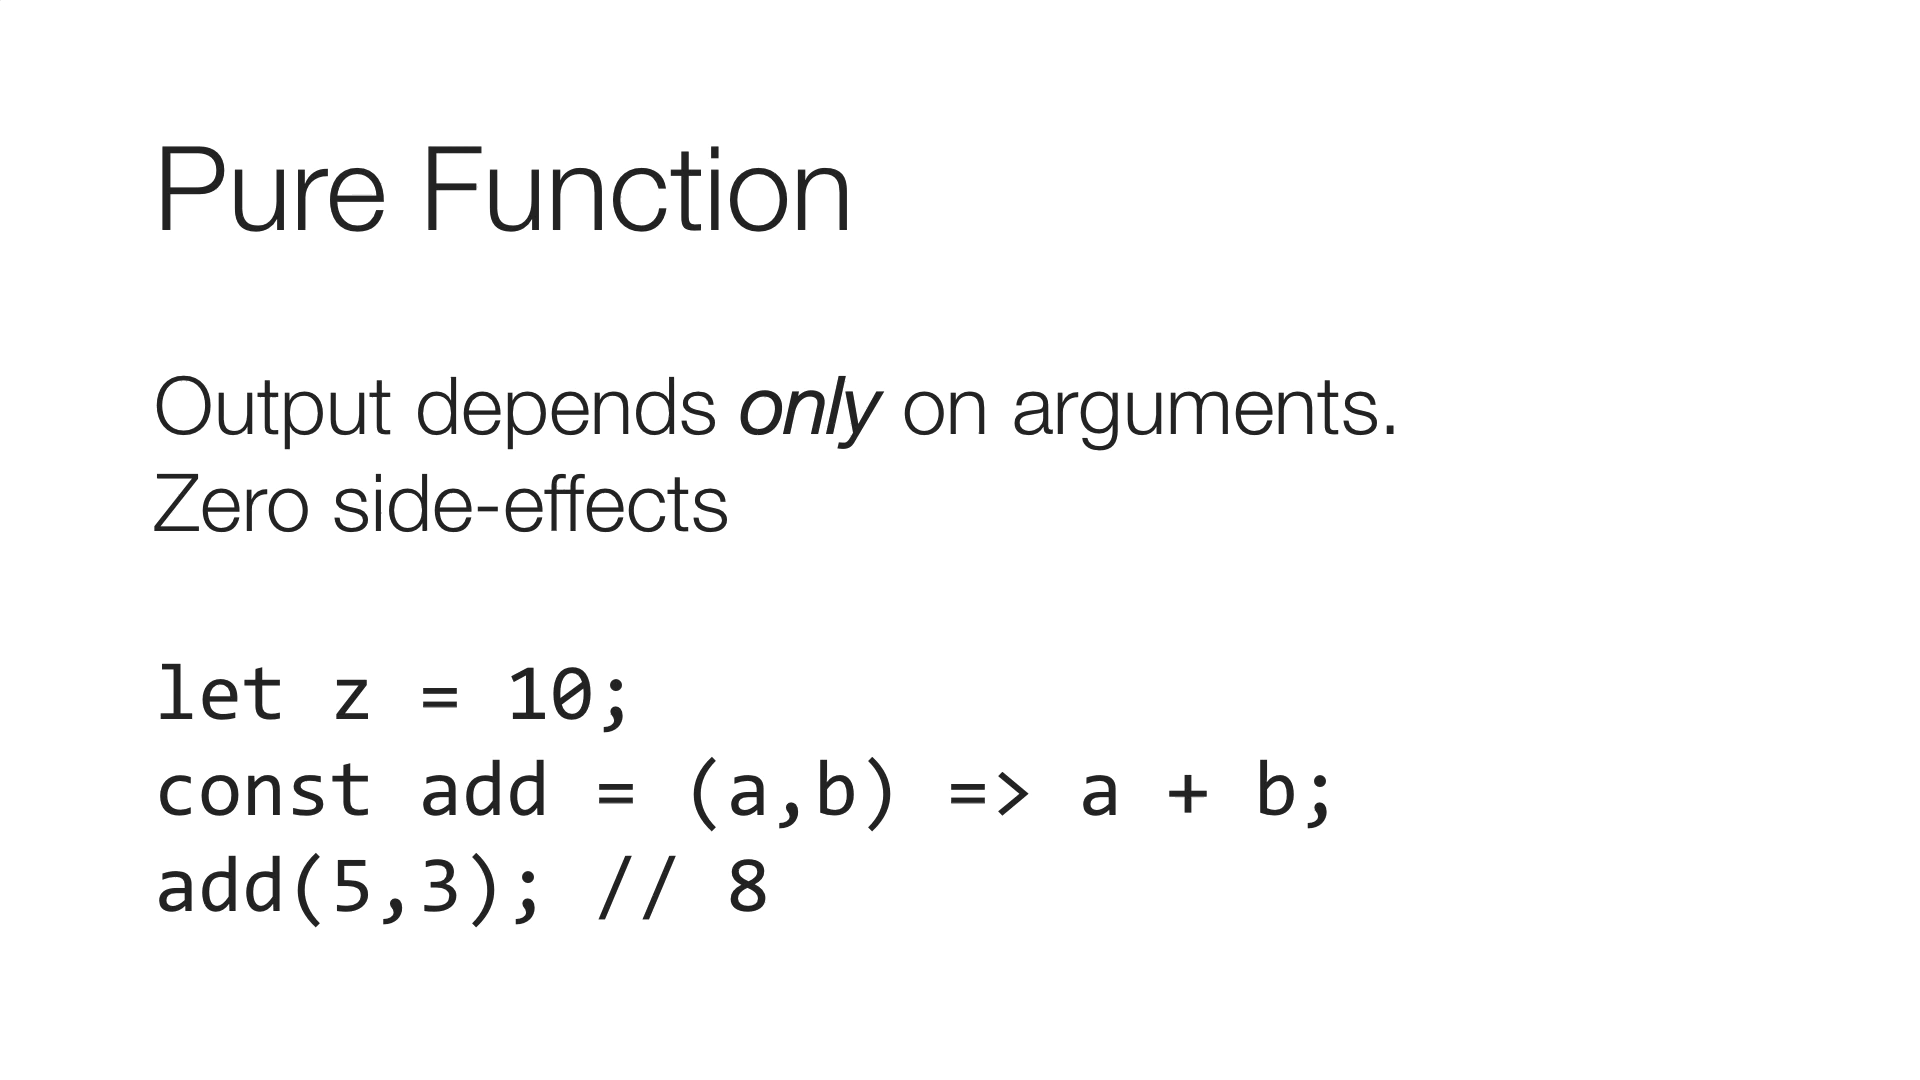 Pure Function
Output depends only on arguments.
Zero side-effects
let z = 10;
const add = (a,b) => a + b;
add(5,3); // 8